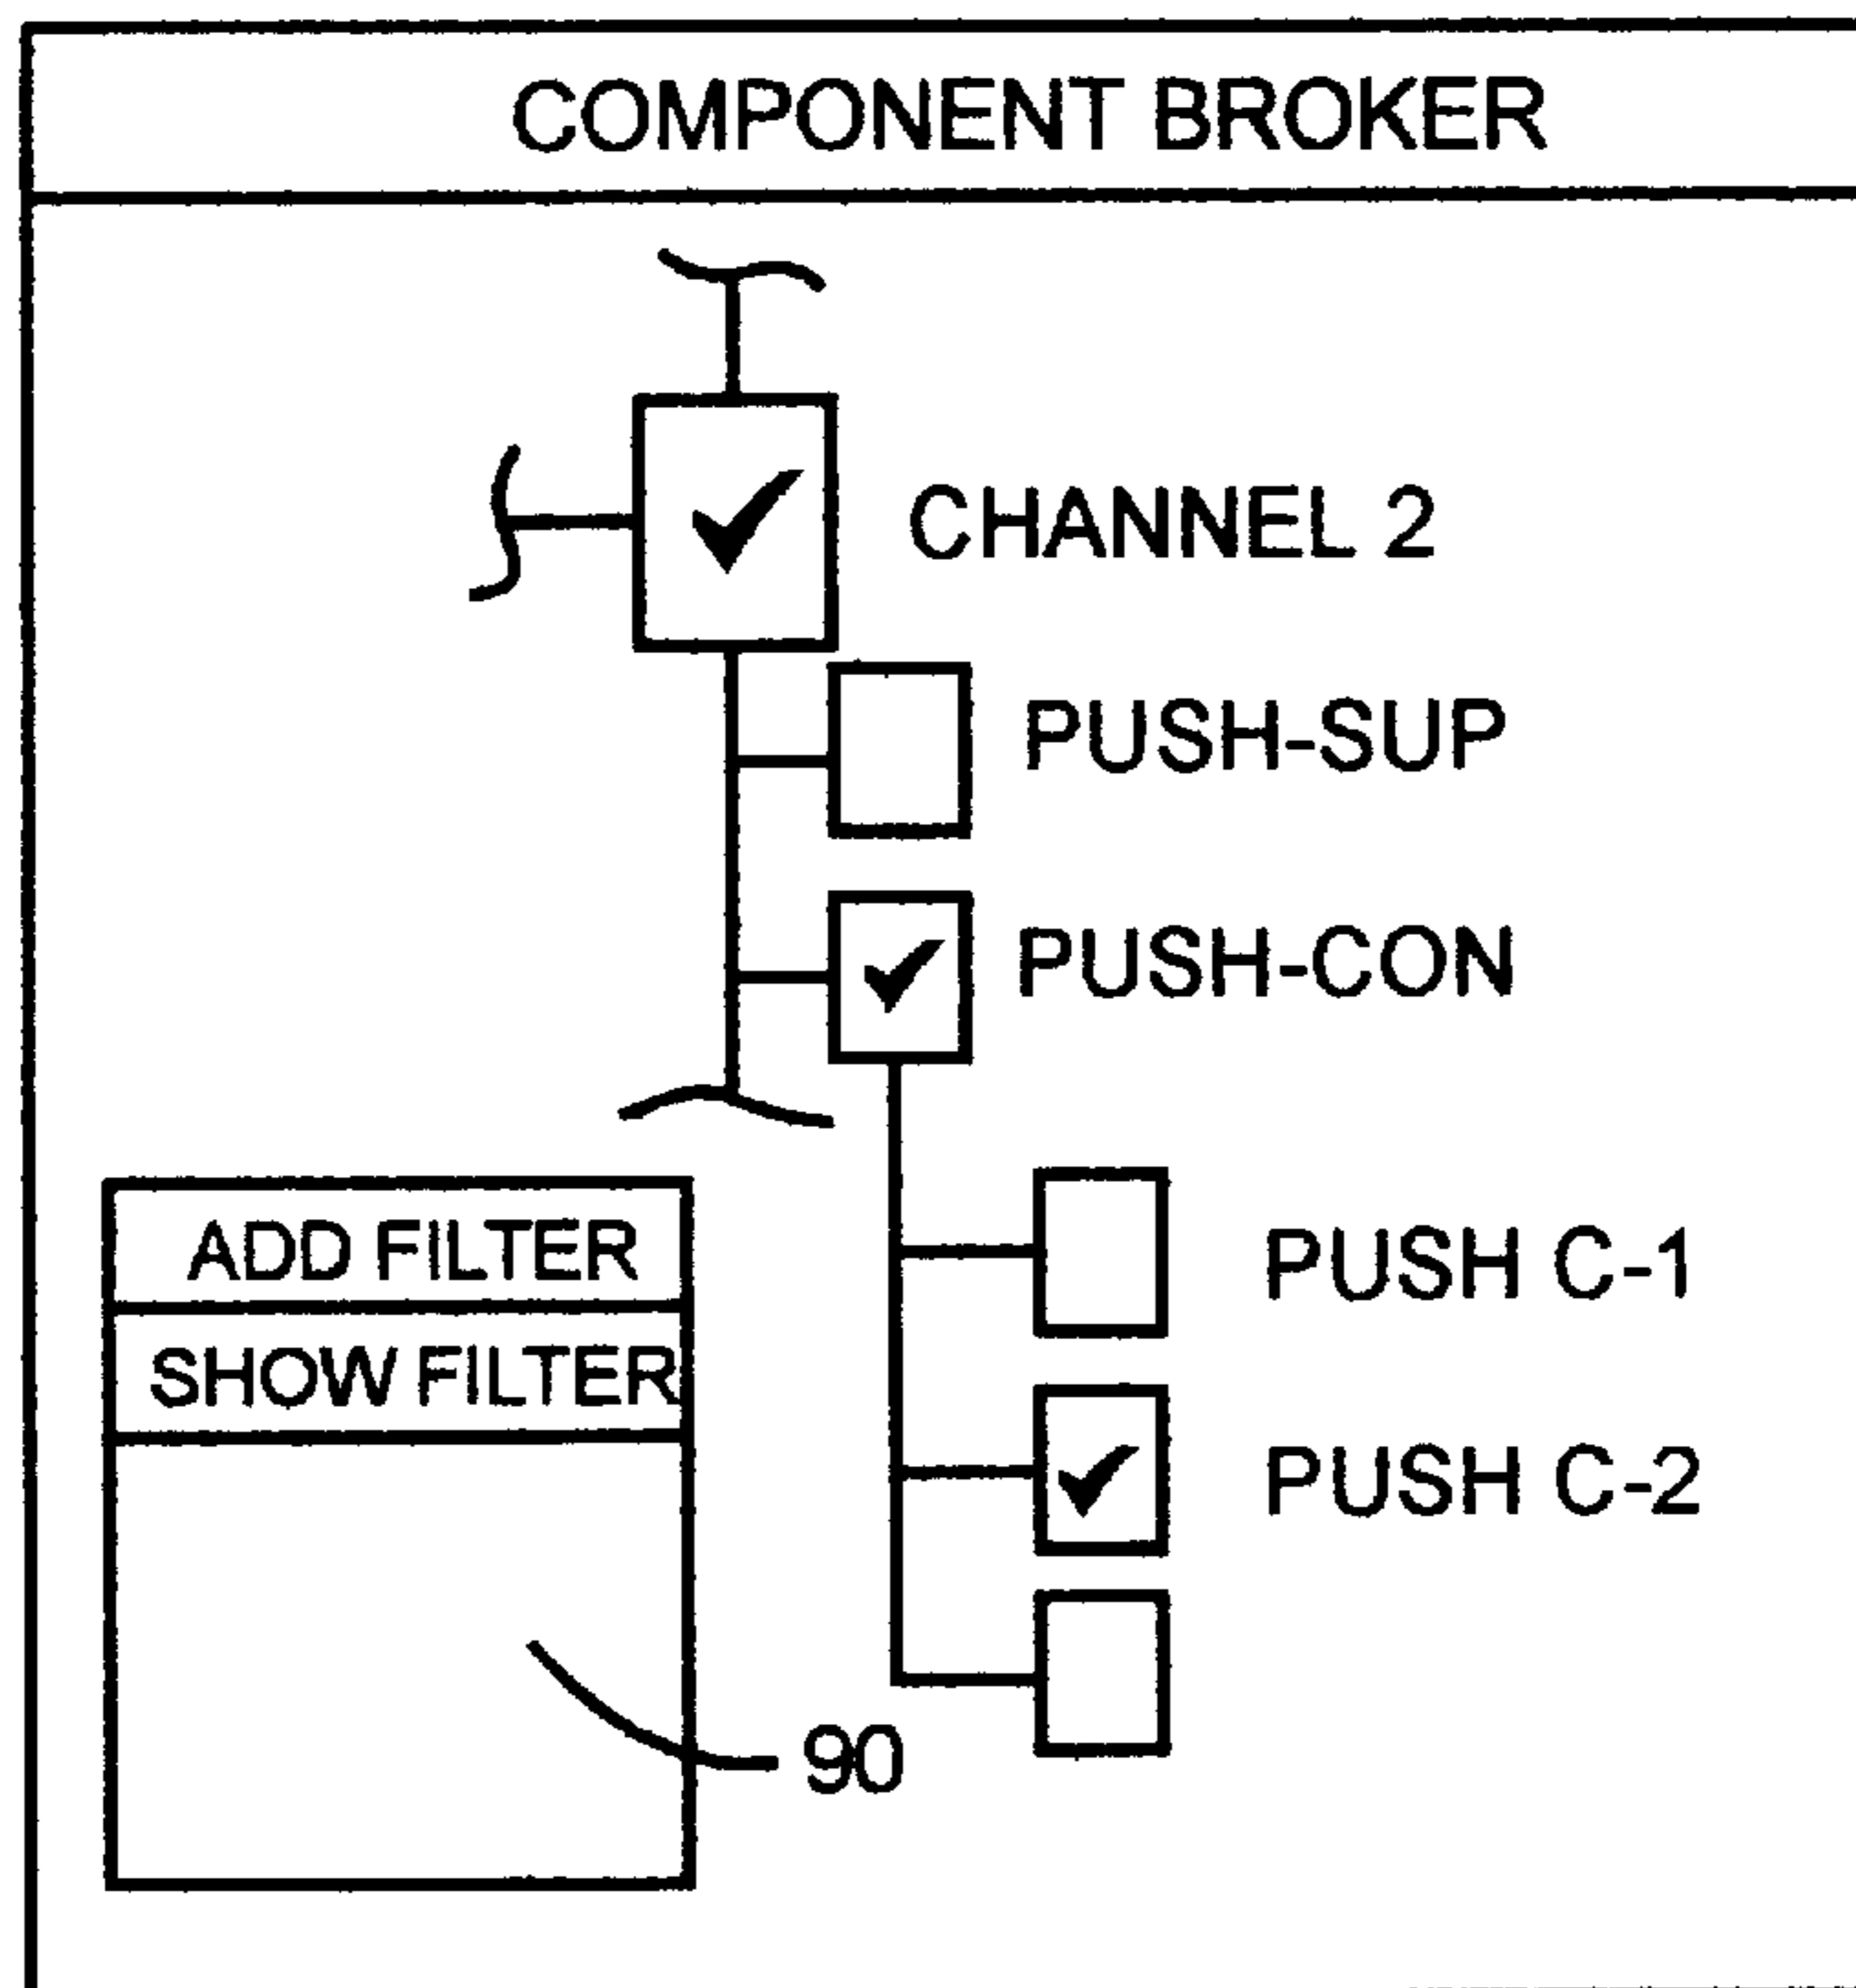 COMPONENT BROKER
CHANNEL 2
PUSH-SUP
PUSH-CON
ADD FILTER
SHOW FILTER
PUSH C-1
PUSH C-2
90